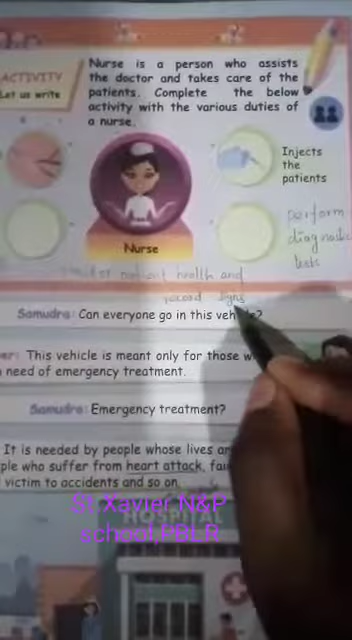 ACTIVITY
Let us write
Nurse is a person who assists
the doctor and takes care of the
patients. Complete the below
activity with the various duties of
a nurse.
Injects
the
patients
perform
diagnostic
tests
Nurse
patient health and
record signs
Samudra: Can everyone go in this vehicle?
This vehicle is meant only for those
need of emergency treatment.
Samudra: Emergency treatment?
It is needed by people whose lives
who suffer from heart attack,
victim to accidents and so on.
St.Xavier N&P
school,PBLR
HOSPITAL